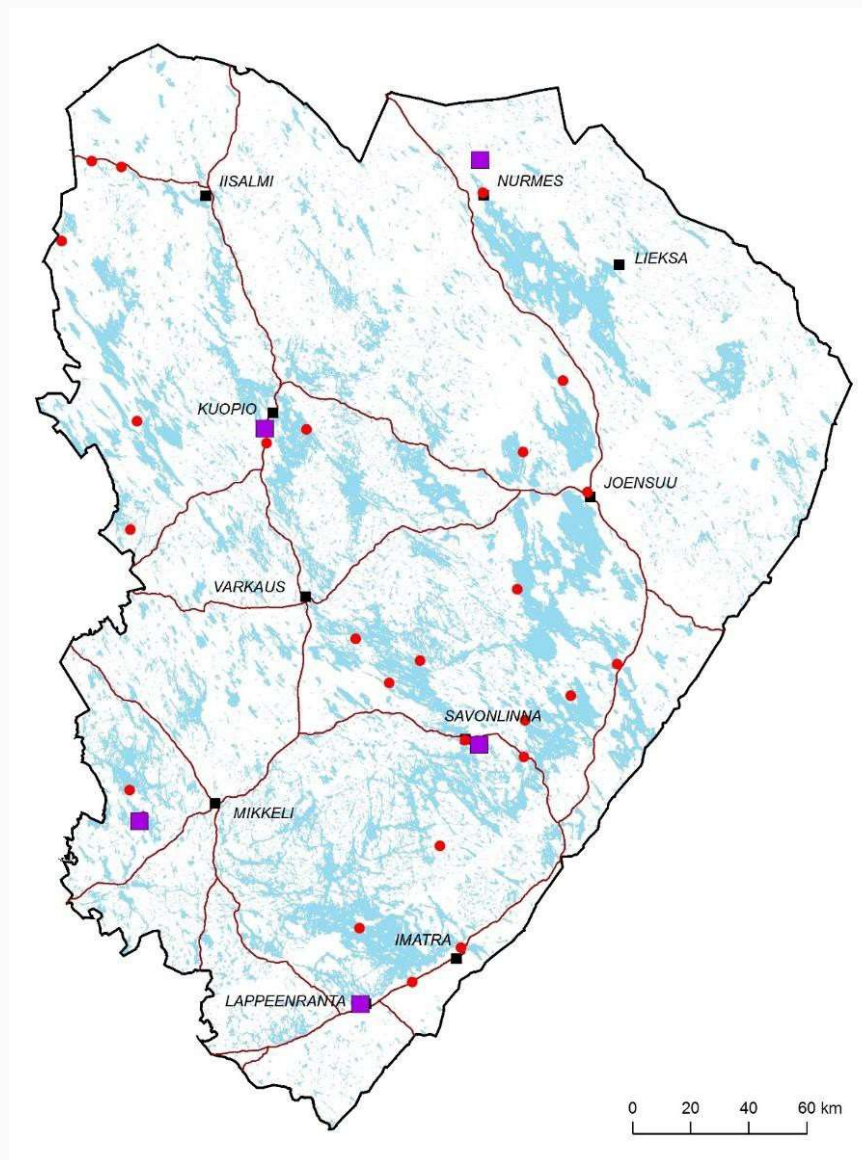 IISALMI
NURMES
LIEKSA
KUOPIO
JOENSUU
VARKAUS
SAVONLINNA
MIKKELI
IMATRA
LAPPEENRANTA
0 20 40 60 km